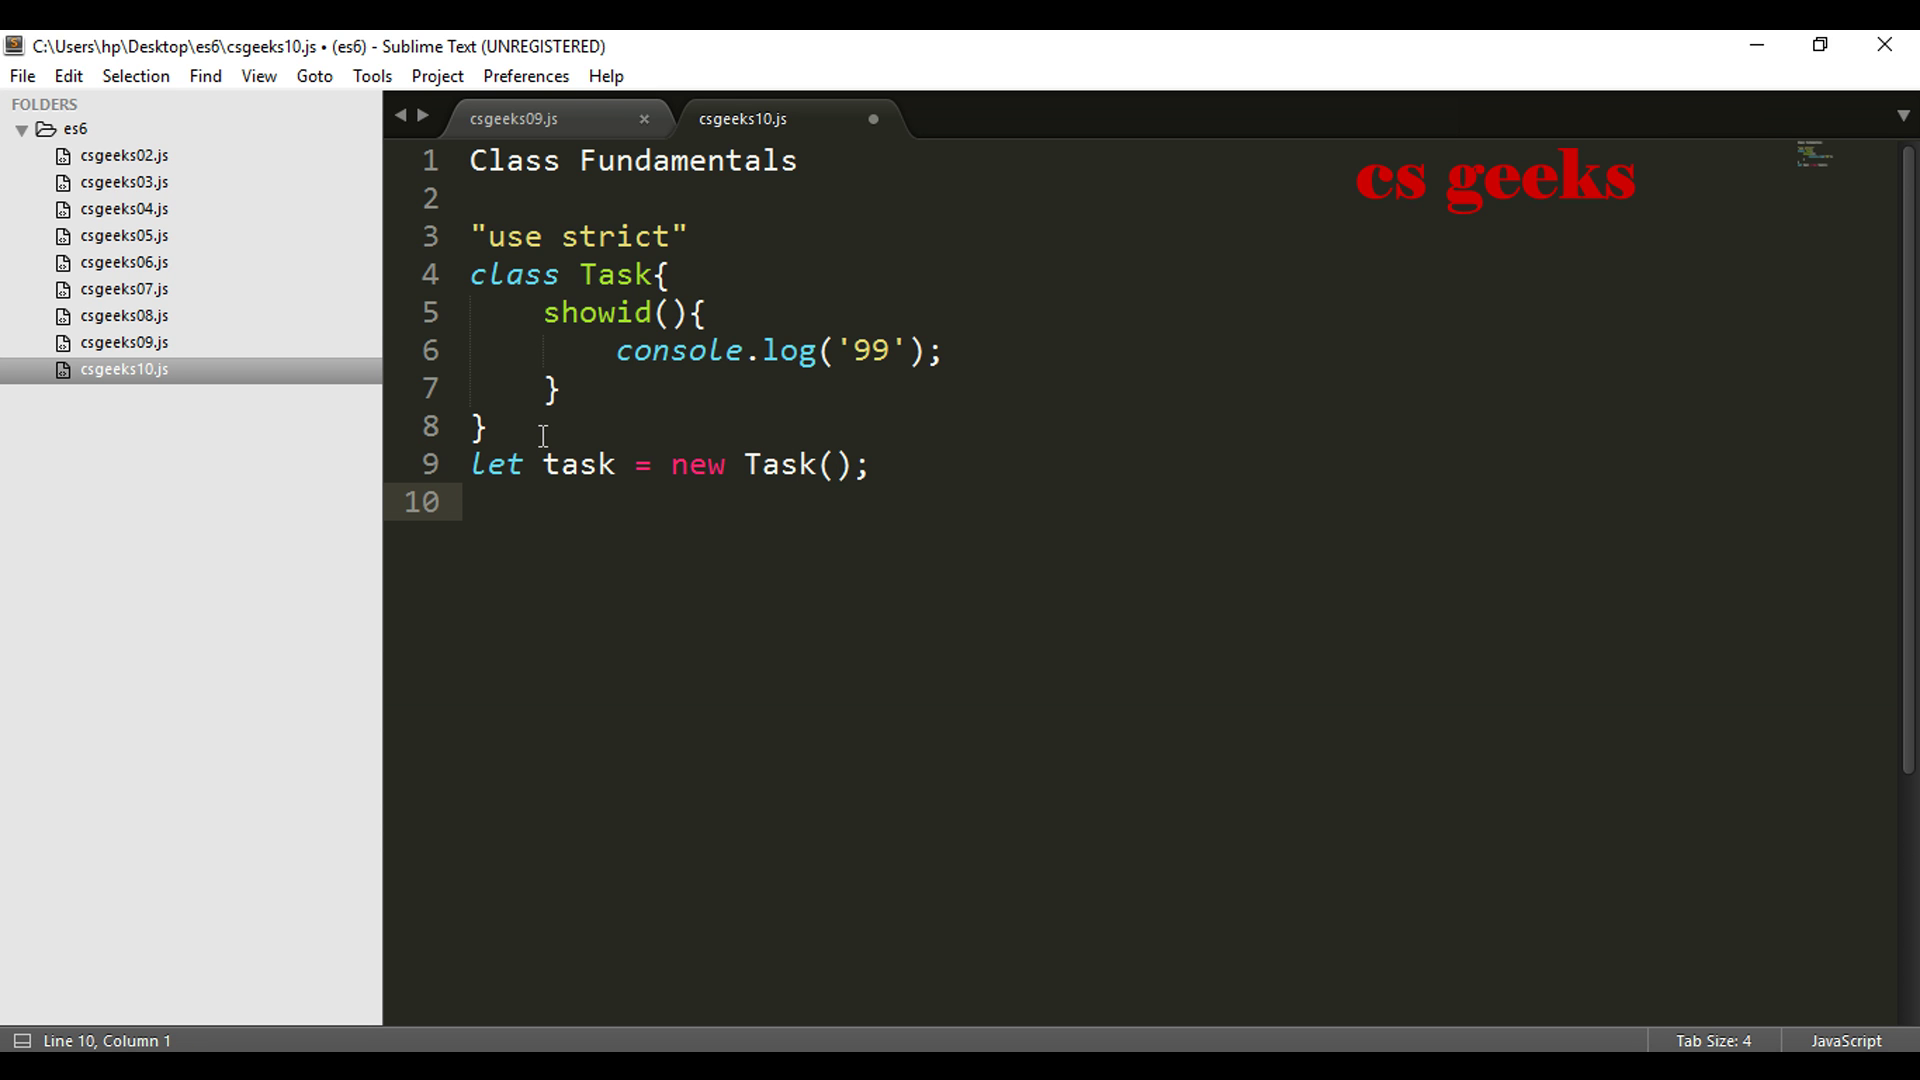 C:\Users\hp\Desktop\es6\csgeeks10.js • (es6) - Sublime Text (UNREGISTERED)
File Edit Selection Find View Goto Tools Project Preferences Help
FOLDERS
es6
csgeeks02.js
csgeeks03.js
csgeeks04.js
csgeeks05.js
csgeeks06.js
csgeeks07.js
csgeeks08.js
csgeeks09.js
csgeeks10.js
csgeeks09.js × csgeeks10.js
1 Class Fundamentals
2
3 "use strict"
4 class Task{
5     showid(){
6         console.log('99');
7     }
8 }
9 let task = new Task();
10
cs geeks
Line 10, Column 1 Tab Size: 4 JavaScript